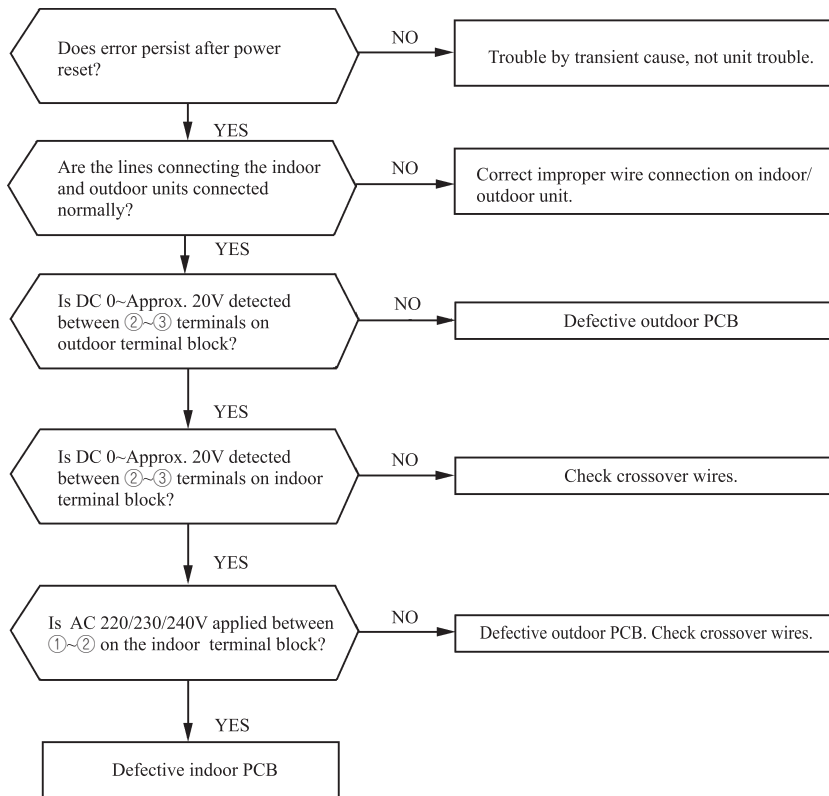 Does error persist after power
reset?
NO
Trouble by transient cause, not unit trouble.
YES
Are the lines connecting the indoor
and outdoor units connected
normally?
NO
Correct improper wire connection on indoor/
outdoor unit.
YES
Is DC 0~Approx. 20V detected
between ②~③ terminals on
outdoor terminal block?
NO
Defective outdoor PCB
YES
Is DC 0~Approx. 20V detected
between ②~③ terminals on indoor
terminal block?
NO
Check crossover wires.
YES
Is AC 220/230/240V applied between
①~② on the indoor terminal block?
NO
Defective outdoor PCB. Check crossover wires.
YES
Defective indoor PCB